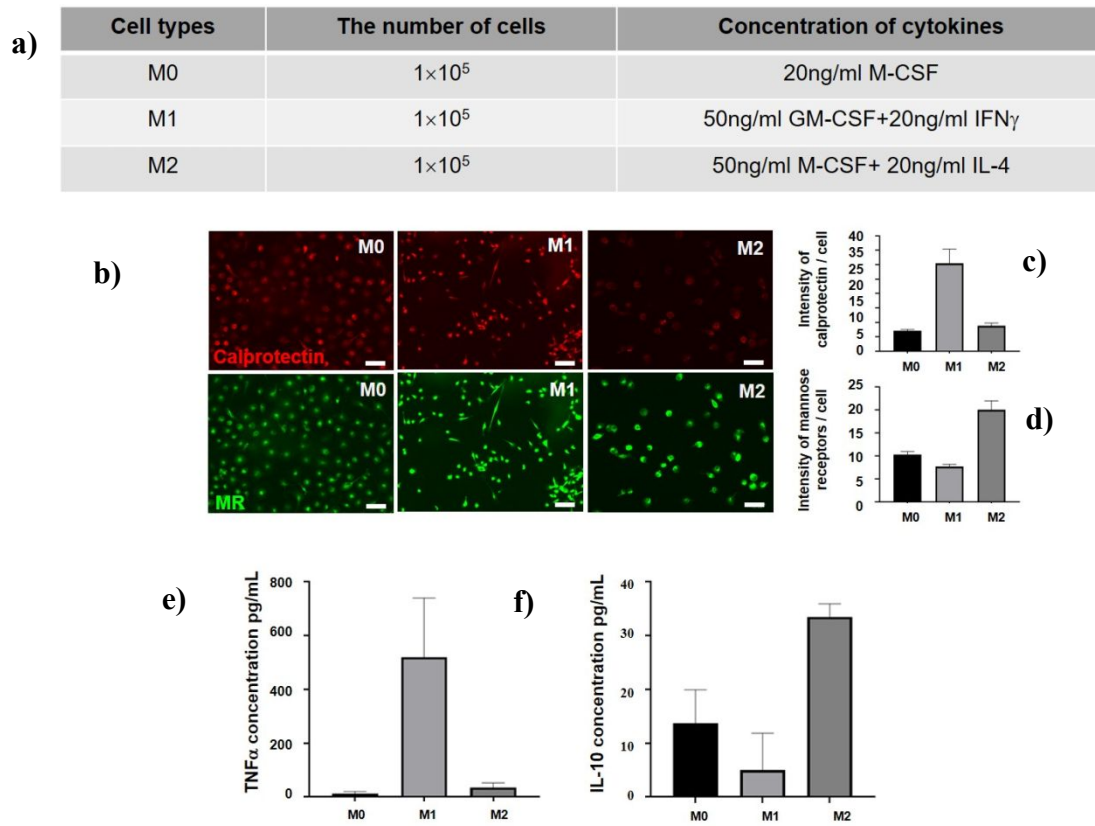 a)
Cell types The number of cells Concentration of cytokines
M0 1×10⁵ 20ng/ml M-CSF
M1 1×10⁵ 50ng/ml GM-CSF+20ng/ml IFNγ
M2 1×10⁵ 50ng/ml M-CSF+ 20ng/ml IL-4
b)
M0 M1 M2
Calprotectin
M0 M1 M2
MR
c)
Intensity of
calprotectin / cell
40
35
25
20
15
10
5
0
M0 M1 M2
d)
Intensity of mannose
receptors / cell
25
20
15
10
5
0
M0 M1 M2
e)
TNFα concentration pg/mL
800
600
400
200
0
M0 M1 M2
f)
IL-10 concentration pg/mL
40
30
20
10
0
M0 M1 M2